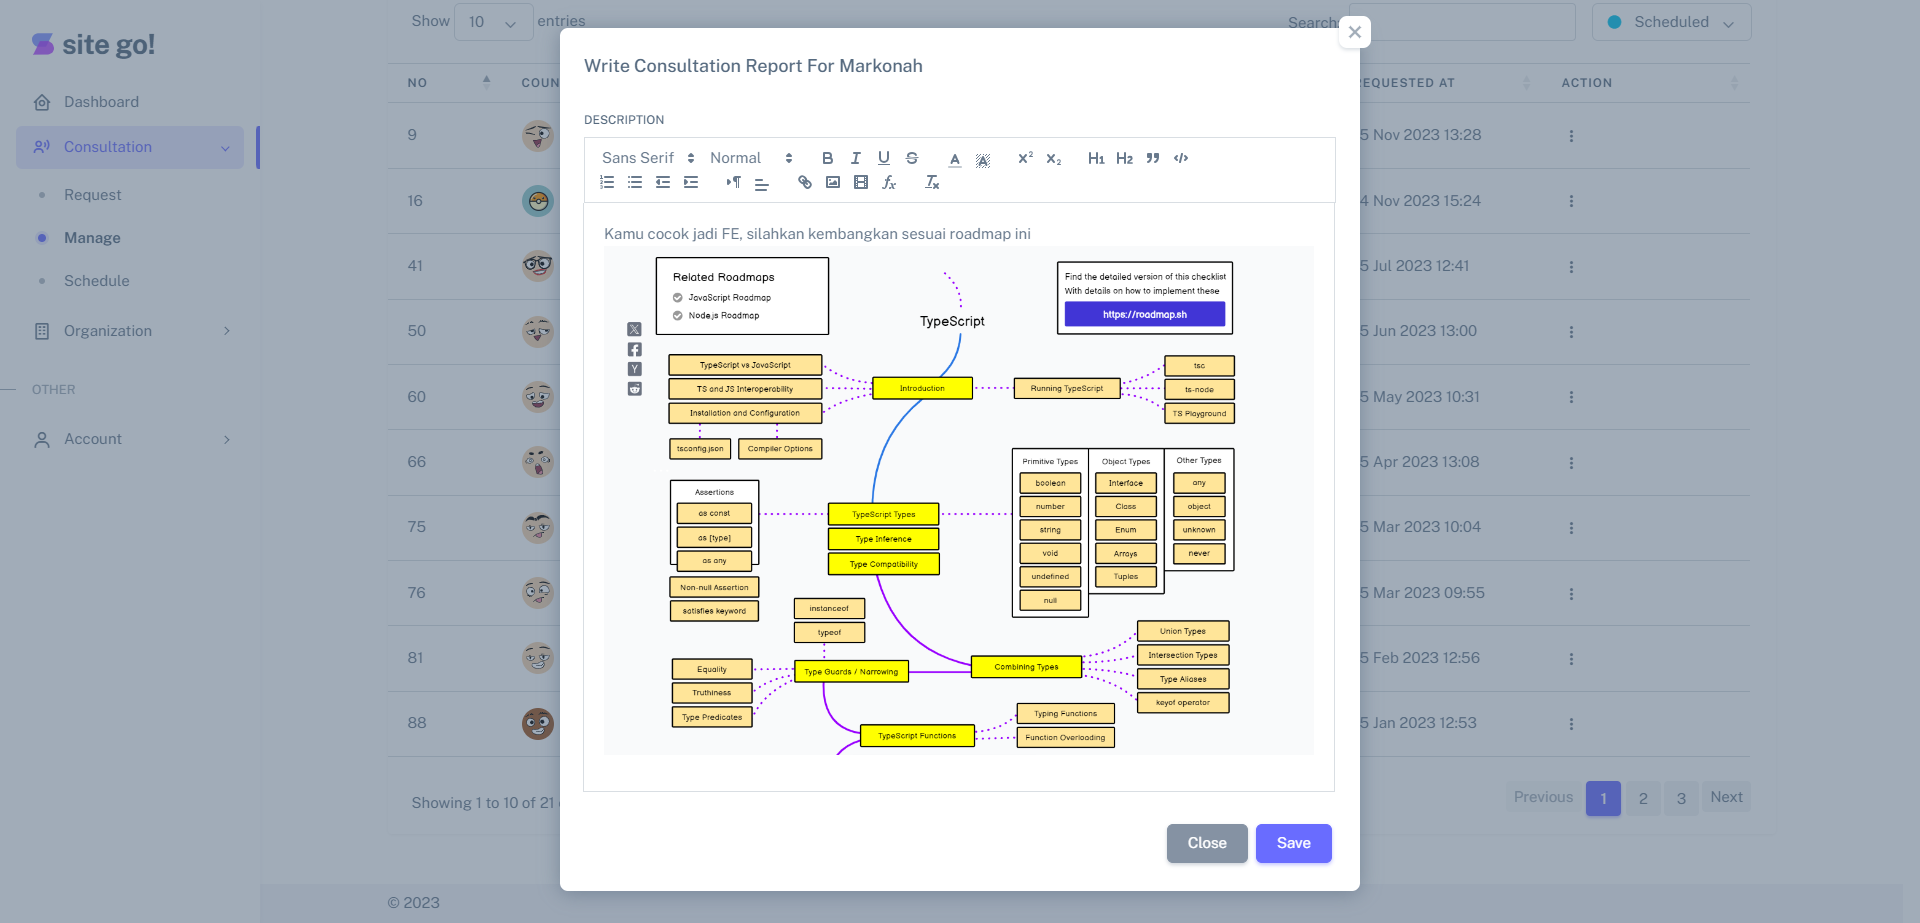 site go!
Dashboard
Consultation
Request
Manage
Schedule
Organization
OTHER
Account
Show 10 entries
Search:
Scheduled
NO
COUN
EQUESTED AT
ACTION
9
5 Nov 2023 13:28
16
4 Nov 2023 15:24
41
5 Jul 2023 12:41
50
5 Jun 2023 13:00
60
5 May 2023 10:31
66
5 Apr 2023 13:08
75
5 Mar 2023 10:04
76
5 Mar 2023 09:55
81
5 Feb 2023 12:56
88
5 Jan 2023 12:53
Showing 1 to 10 of 21
Previous 1 2 3 Next
© 2023
Write Consultation Report For Markonah
DESCRIPTION
Sans Serif
Normal
Kamu cocok jadi FE, silahkan kembangkan sesuai roadmap ini
Related Roadmaps
JavaScript Roadmap
Node.js Roadmap
TypeScript
Find the detailed version of this checklist
With details on how to implement these
https://roadmap.sh
TypeScript vs JavaScript
TS and JS Interoperability
Installation and Configuration
tsconfig.json
Compiler Options
Introduction
Running TypeScript
tsc
ts-node
TS Playground
Assertions
as const
as [type]
as any
Non-null Assertion
satisfies keyword
TypeScript Types
Type Inference
Type Compatibility
Primitive Types
boolean
number
string
void
undefined
null
Object Types
Interface
Class
Enum
Arrays
Tuples
Other Types
any
object
unknown
never
instanceof
typeof
Equality
Truthiness
Type Predicates
Type Guards / Narrowing
Combining Types
Union Types
Intersection Types
Type Aliases
keyof operator
TypeScript Functions
Typing Functions
Function Overloading
Close
Save